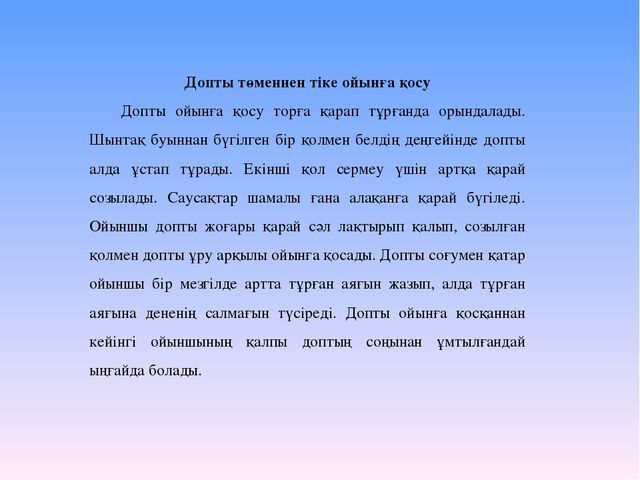 Допты төменнен тіке ойынға қосу
Допты ойынға қосу торға қарап тұрғанда орындалады.
Шынтақ буыннан бүгілген бір қолмен белдің деңгейінде допты
алда ұстап тұрады. Екінші қол сермеу үшін артқа қарай
созылады. Саусақтар шамалы ғана алақанға қарай бүгіледі.
Ойыншы допты жоғары қарай сәл лақтырып қалып, созылған
қолмен допты ұру арқылы ойынға қосады. Допты соғумен қатар
ойыншы бір мезгілде артта тұрған аяғын жазып, алда тұрған
аяғына дененің салмағын түсіреді. Допты ойынға қосқаннан
кейінгі ойыншының қалпы доптың соңынан ұмтылғандай
ыңғайда болады.